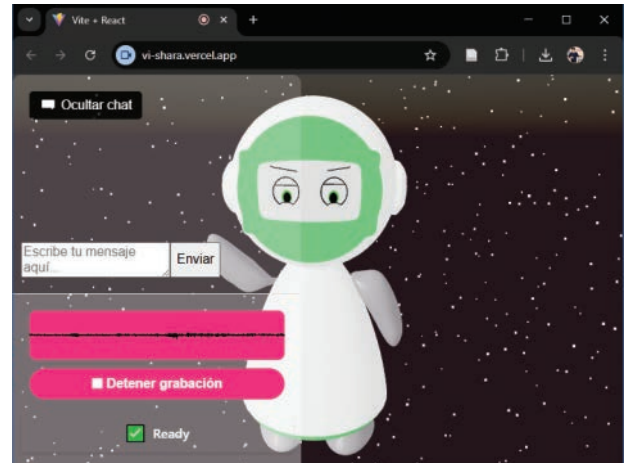 Vite + React
vi-shara.vercel.app
Ocultar chat
Escribe tu mensaje
aquí...
Enviar
Detener grabación
Ready